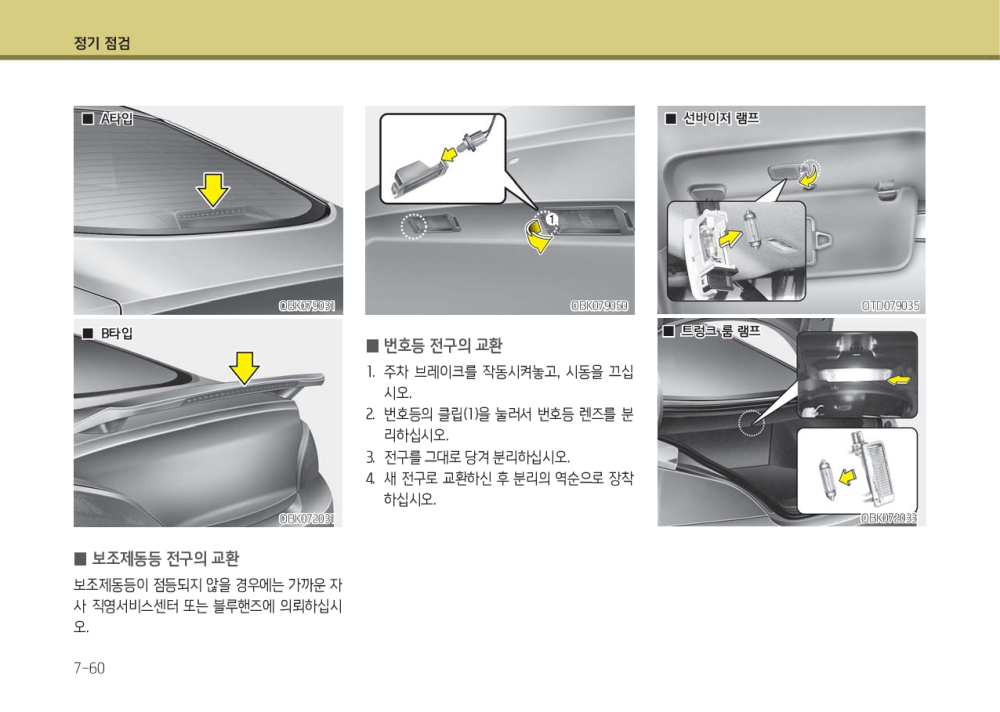 정기 점검
■ A타입
OBK079031
■ B타입
OBK072031
■ 보조제동등 전구의 교환
보조제동등이 점등되지 않을 경우에는 가까운 자
사 직영서비스센터 또는 블루핸즈에 의뢰하십시
오.
1
OBK079050
■ 번호등 전구의 교환
1. 주차 브레이크를 작동시켜놓고, 시동을 끄십
시오.
2. 번호등의 클립(1)을 눌러서 번호등 렌즈를 분
리하십시오.
3. 전구를 그대로 당겨 분리하십시오.
4. 새 전구로 교환하신 후 분리의 역순으로 장착
하십시오.
■ 선바이저 램프
OTD079035
■ 트렁크 룸 램프
OBK072033
7-60